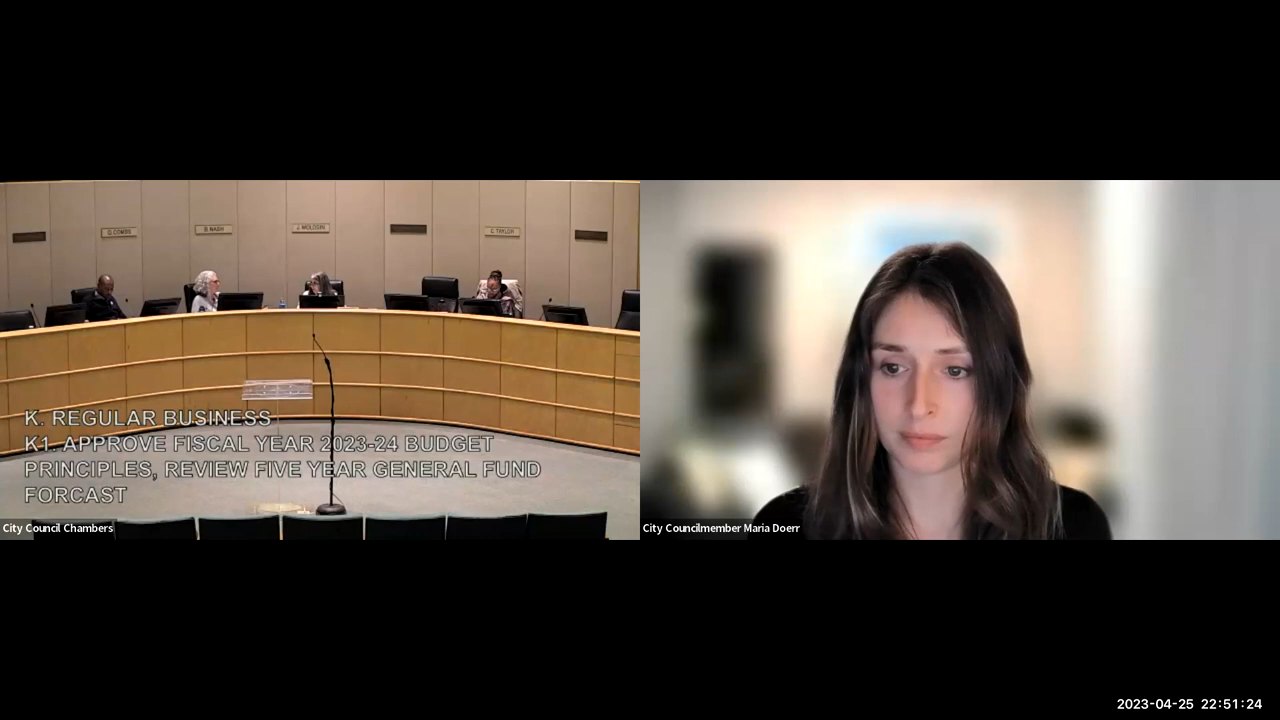 D. COMBS
B. NASH
J. WOLOSIN
C. TAYLOR
K. REGULAR BUSINESS
K1. APPROVE FISCAL YEAR 2023-24 BUDGET
PRINCIPLES, REVIEW FIVE YEAR GENERAL FUND
FORCAST
City Council Chambers
City Councilmember Maria Doerr
2023-04-25 22:51:24